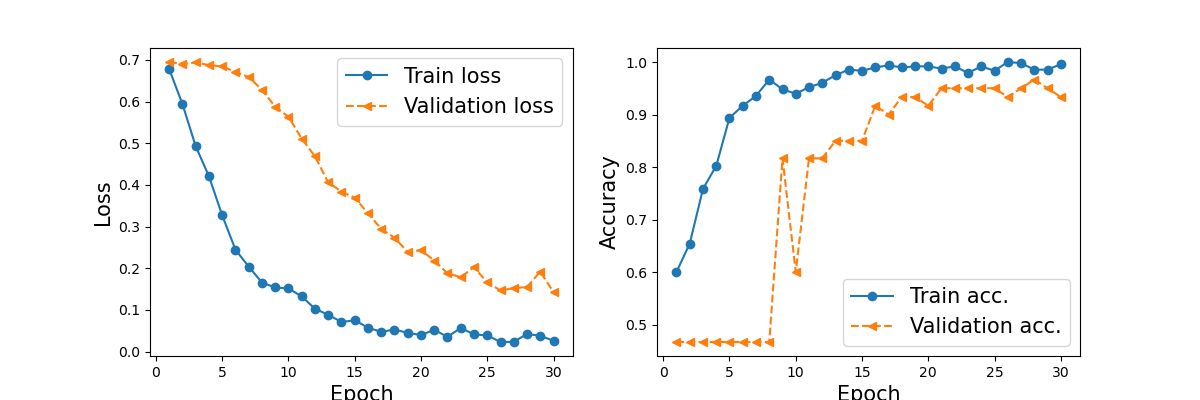 Train loss
Validation loss
Loss
0.7
0.6
0.5
0.4
0.3
0.2
0.1
0.0
0 5 10 15 20 25 30
Epoch
Train acc.
Validation acc.
Accuracy
1.0
0.9
0.8
0.7
0.6
0.5
0 5 10 15 20 25 30
Epoch